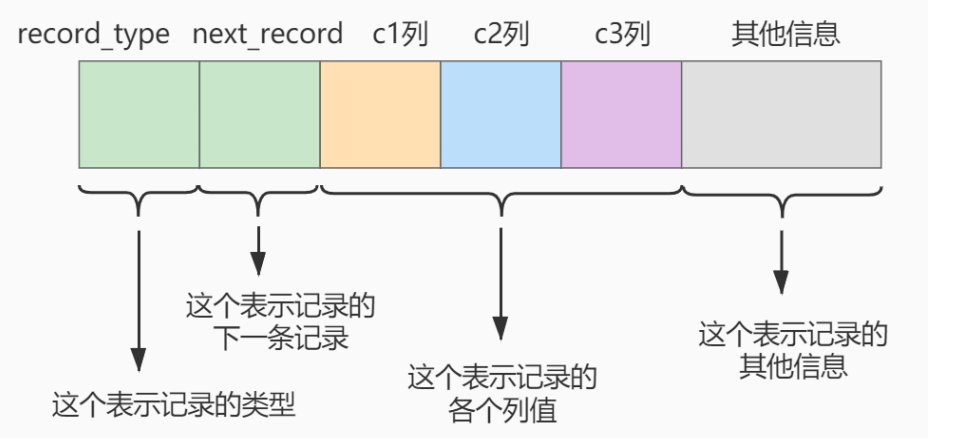 record_type next_record c1列 c2列 c3列 其他信息
这个表示记录的
下一条记录
这个表示记录的
其他信息
这个表示记录的
各个列值
这个表示记录的类型